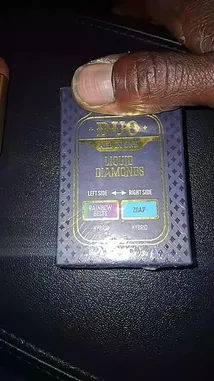 DUO
LIQUID
DIAMONDS
LEFT SIDE ↔ RIGHT SIDE
RAINBOW BELTS ZOAP
HYBRID HYBRID